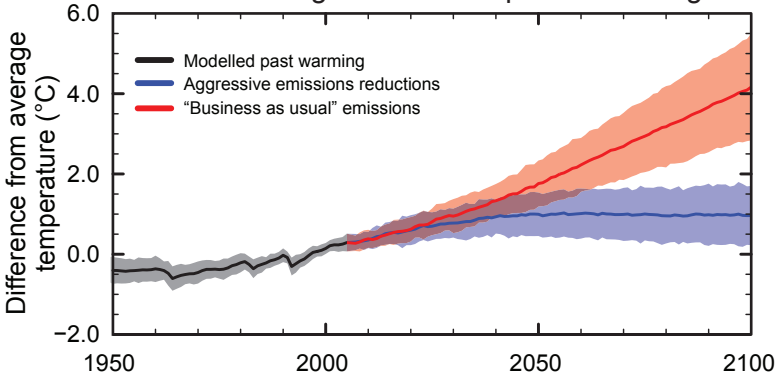 6.0
Modelled past warming
Aggressive emissions reductions
“Business as usual” emissions
4.0
2.0
0.0
−2.0
Difference from average
temperature (°C)
1950
2000
2050
2100